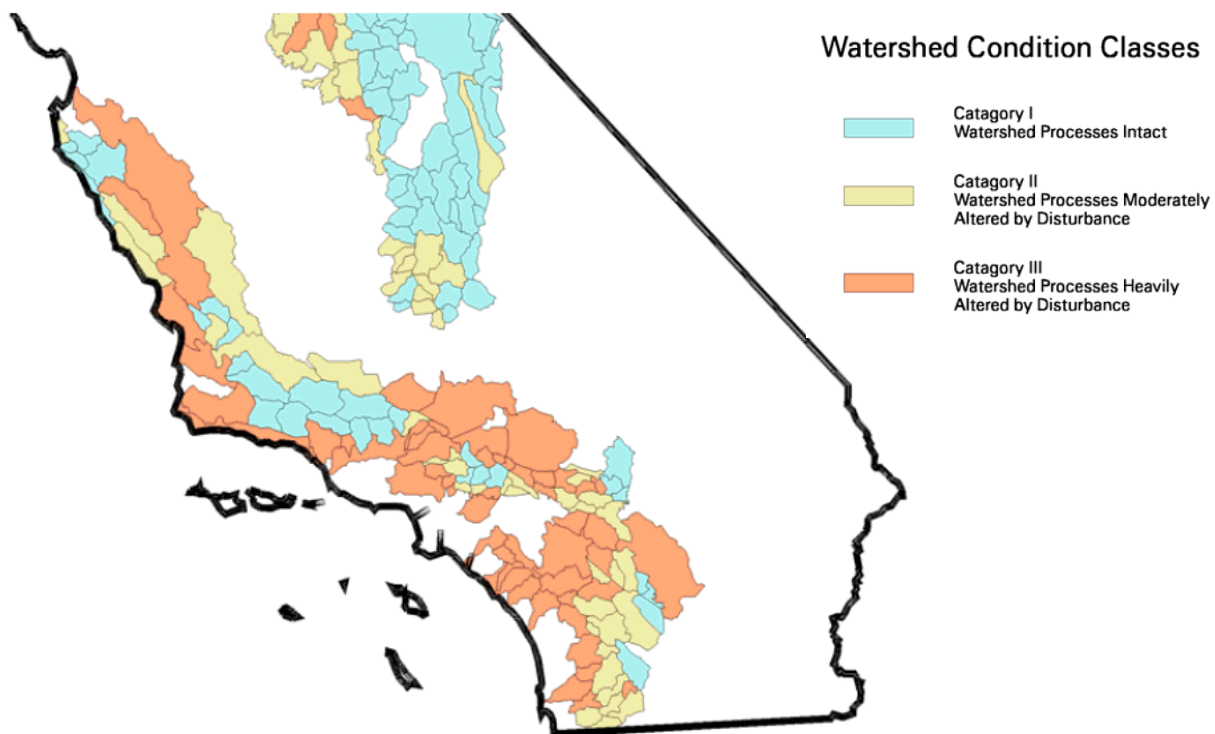 Watershed Condition Classes
Catagory I
Watershed Processes Intact
Catagory II
Watershed Processes Moderately
Altered by Disturbance
Catagory III
Watershed Processes Heavily
Altered by Disturbance